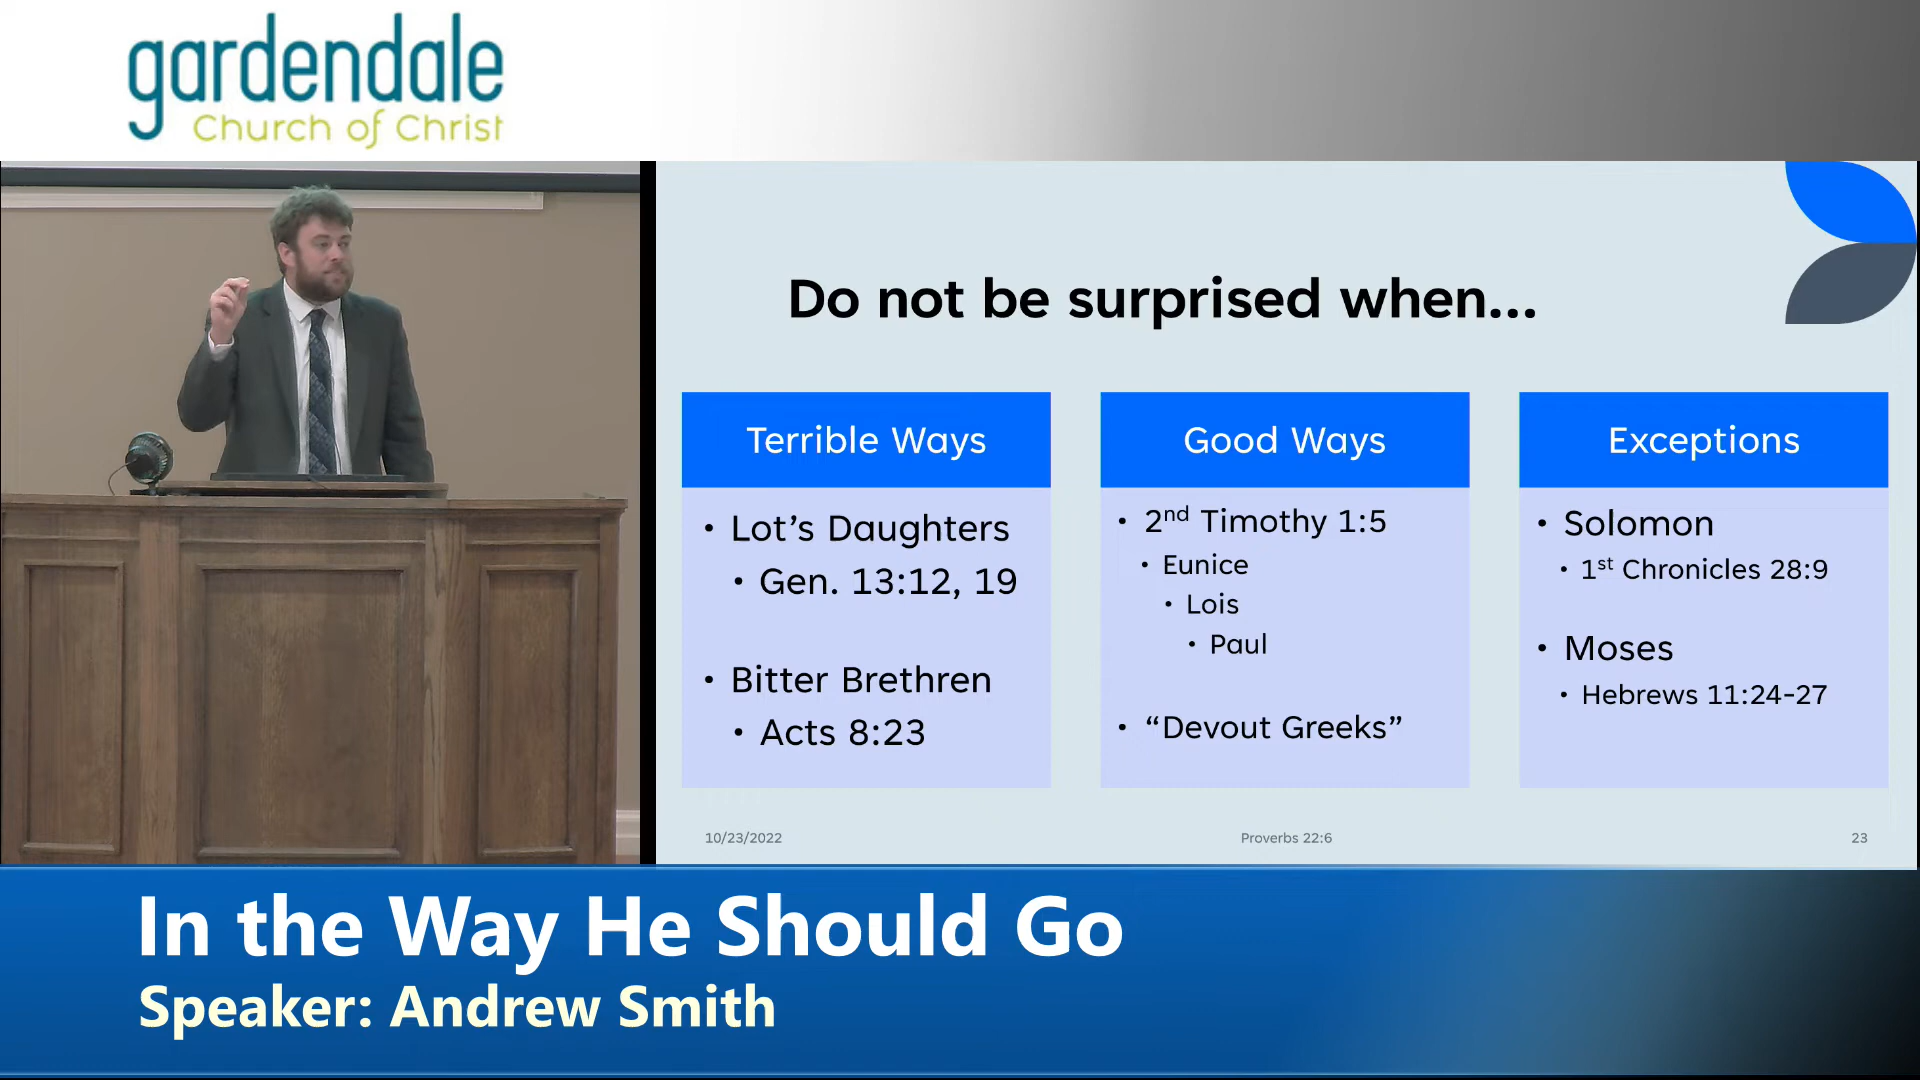 gardendale
Church of Christ
Do not be surprised when...
Terrible Ways
• Lot's Daughters
• Gen. 13:12, 19
• Bitter Brethren
• Acts 8:23
Good Ways
• 2nd Timothy 1:5
• Eunice
• Lois
• Paul
• “Devout Greeks”
Exceptions
• Solomon
• 1st Chronicles 28:9
• Moses
• Hebrews 11:24-27
10/23/2022
Proverbs 22:6
23
In the Way He Should Go
Speaker: Andrew Smith